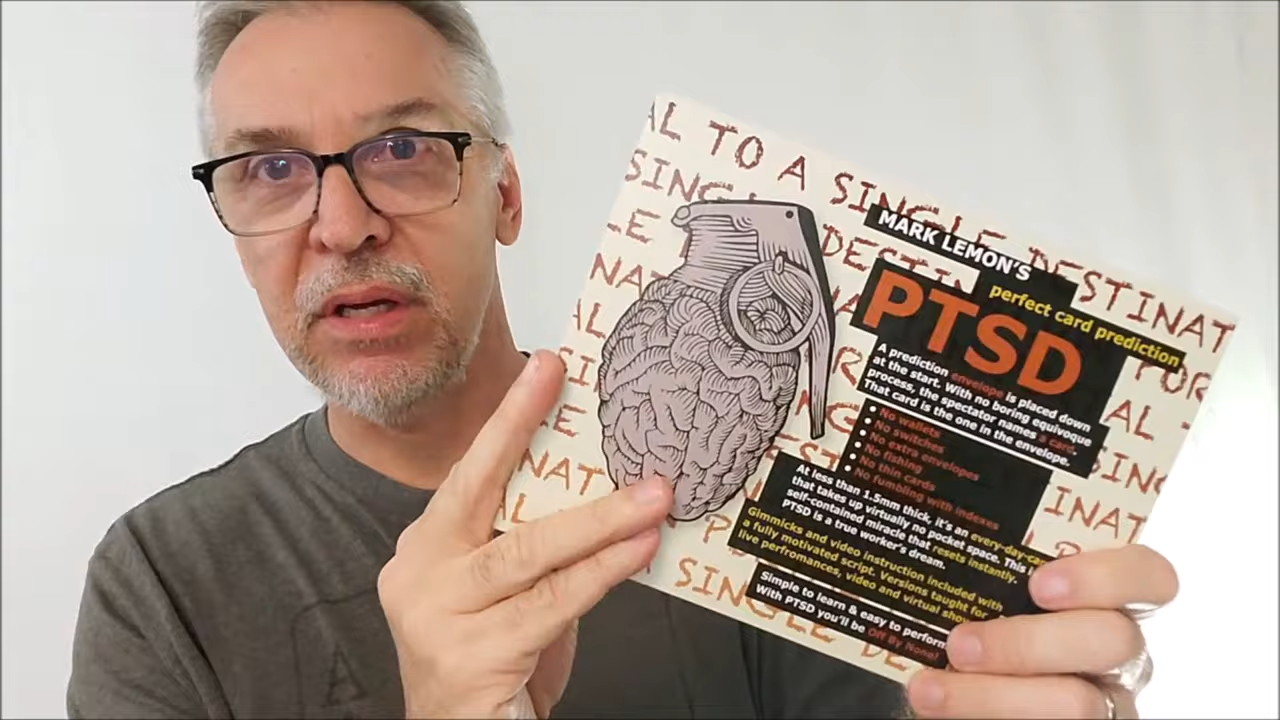 AL TO A SINGLE DESTINAT
MARK LEMON'S
perfect card prediction
PTSD
A prediction envelope is placed down
at the start. With no boring equivoque
process, the spectator names a card.
That card is the one in the envelope.
• No wallets
• No switches
• No extra envelopes
• No fishing
• No thin cards
• No fumbling with indexes
At less than 1.5mm thick, it's an every-day-
that takes up virtually no pocket space. This
self-contained miracle that resets instantly.
PTSD is a true worker's dream.
Gimmicks and video instruction included with
a fully motivated script. Versions taught for
live perfromances, video and virtual
Simple to learn & easy to perform
With PTSD you'll be Off By None!